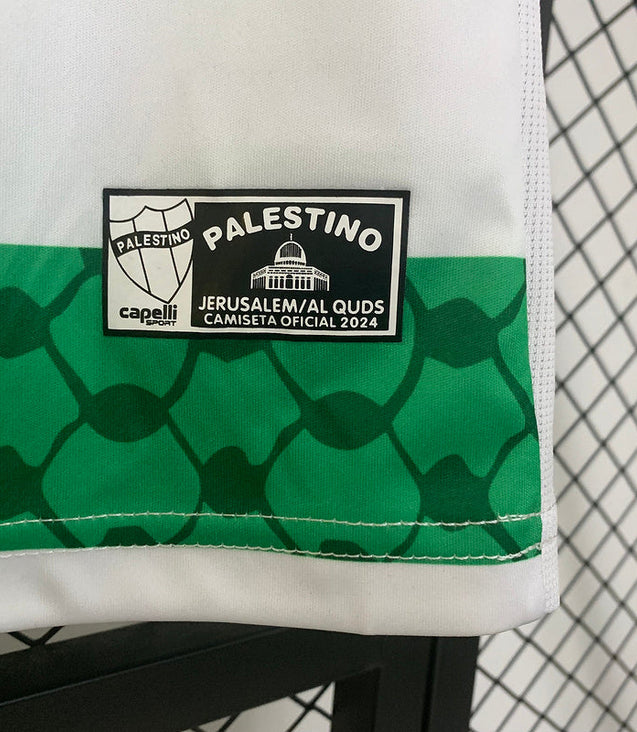 PALESTINO
capelli
SPORT
PALESTINO
JERUSALEM/AL QUDS
CAMISETA OFICIAL 2024